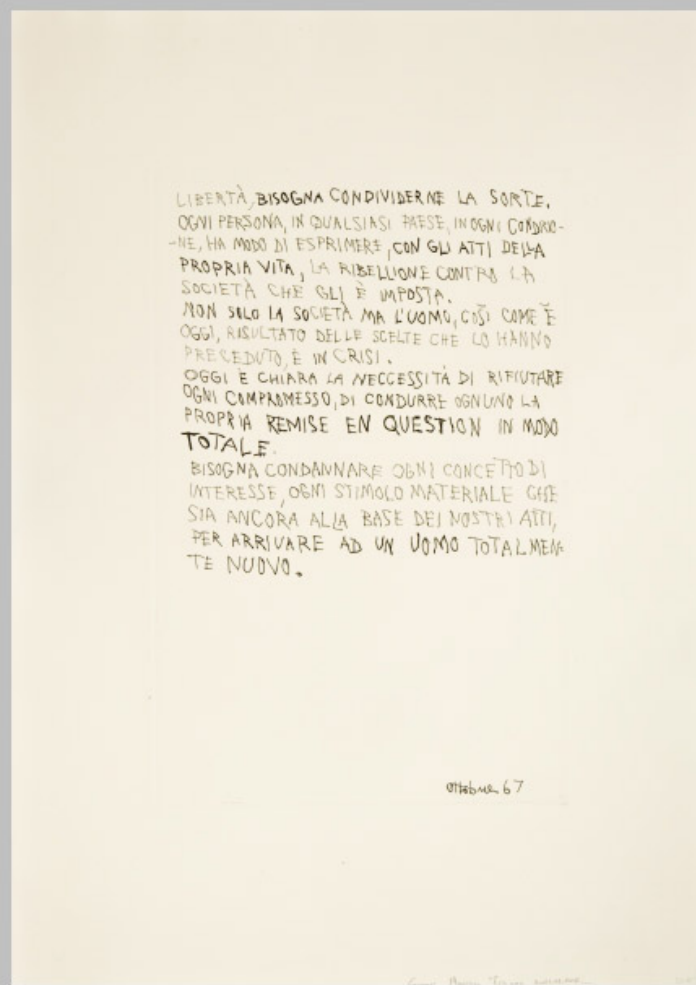 LIBERTÀ, BISOGNA CONDIVIDERNE LA SORTE.
OGNI PERSONA, IN QUALSIASI PAESE, IN OGNI CONDIZIO-
-NE, HA MODO DI ESPRIMERE, CON GLI ATTI DELLA
PROPRIA VITA, LA RIBELLIONE CONTRO LA
SOCIETÀ CHE GLI È IMPOSTA.
NON SOLO LA SOCIETÀ MA L'UOMO, COSÌ COME È
OGGI, RISULTATO DELLE SCELTE CHE LO HANNO
PRECEDUTO, È IN CRISI.
OGGI È CHIARA LA NECCESSITÀ DI RIFIUTARE
OGNI COMPROMESSO, DI CONDURRE OGNUNO LA
PROPRIA REMISE EN QUESTION IN MODO
TOTALE.
BISOGNA CONDANNARE OGNI CONCETTO DI
INTERESSE, OGNI STIMOLO MATERIALE CHE
SIA ANCORA ALLA BASE DEI NOSTRI ATTI,
PER ARRIVARE AD UN UOMO TOTALMEN-
TE NUOVO.
Ottobre 67